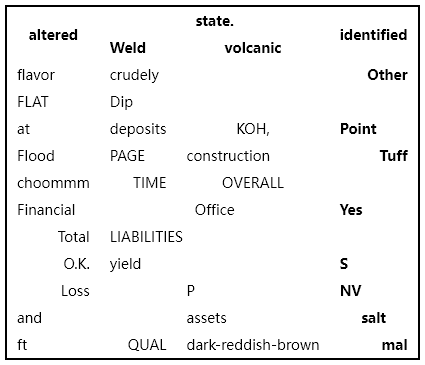 altered state. identified
Weld volcanic
flavor crudely Other
FLAT Dip
at deposits KOH, Point
Flood PAGE construction Tuff
choommm TIME OVERALL
Financial Office Yes
Total LIABILITIES
O.K. yield S
Loss P NV
and assets salt
ft QUAL dark-reddish-brown mal